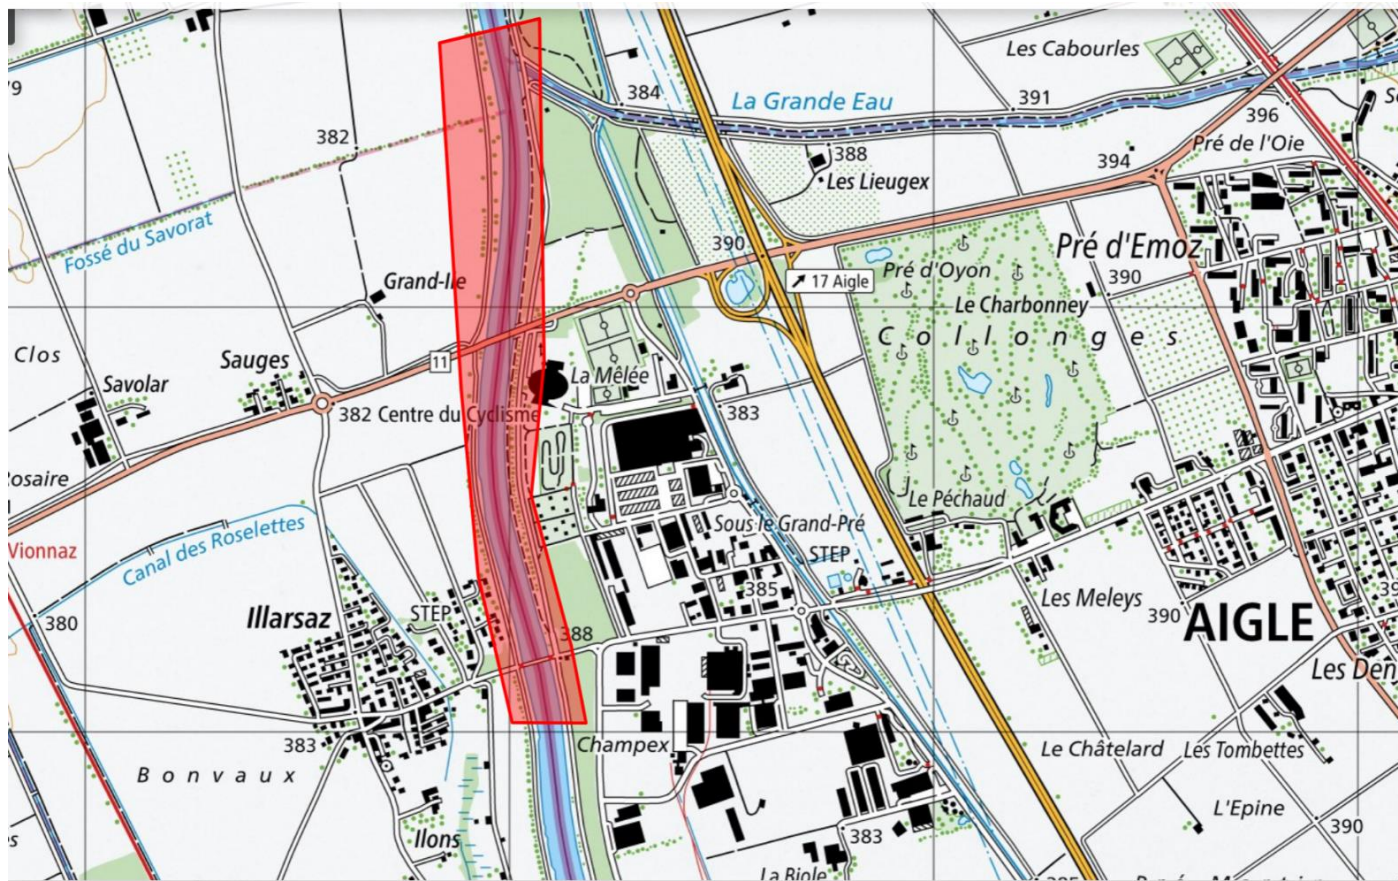 Les Cabourles
384
La Grande Eau
391
396
382
388
394
Pré de l'Oie
Les Lieugex
Fossé du Savorat
390
Pré d'Emoz
Grand-Ile
Pré d'Oyon
17 Aigle
390
Le Charbonney
Clos
Sauges
11
Collonges
Savolar
La Mêlée
382 Centre du Cyclisme
383
Le Péchaud
Canal des Roselettes
Sous le Grand-Pré
Vionnaz
STEP
385
Les Meleys
380
Illarsaz
STEP
388
390
AIGLE
383
Champex
Le Châtelard
Les Tombettes
Bonvaux
L'Epine
Ilons
383
390
La Biole